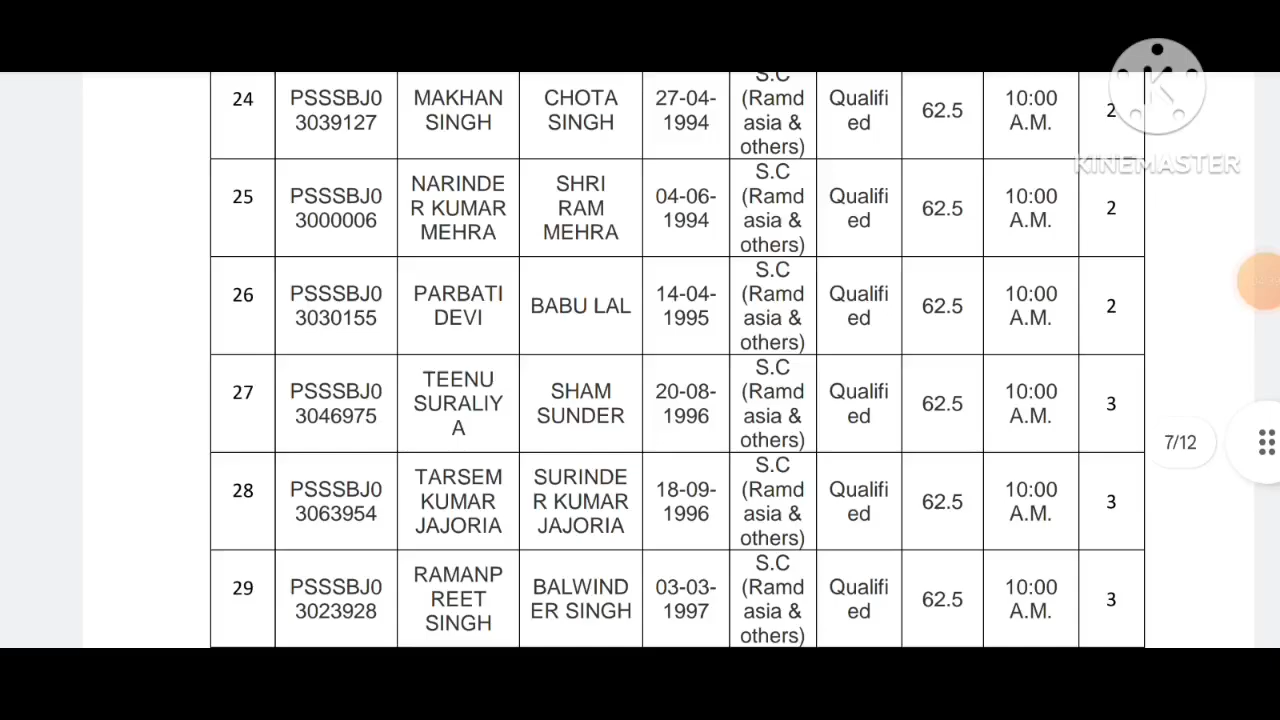 24 PSSSBJ0 3039127 MAKHAN SINGH CHOTA SINGH 27-04-1994 S.C (Ramd asia & others) Qualifi ed 62.5 10:00 A.M. 2
25 PSSSBJ0 3000006 NARINDE R KUMAR MEHRA SHRI RAM MEHRA 04-06-1994 S.C (Ramd asia & others) Qualifi ed 62.5 10:00 A.M. 2
26 PSSSBJ0 3030155 PARBATI DEVI BABU LAL 14-04-1995 S.C (Ramd asia & others) Qualifi ed 62.5 10:00 A.M. 2
27 PSSSBJ0 3046975 TEENU SURALIY A SHAM SUNDER 20-08-1996 S.C (Ramd asia & others) Qualifi ed 62.5 10:00 A.M. 3
28 PSSSBJ0 3063954 TARSEM KUMAR JAJORIA SURINDE R KUMAR JAJORIA 18-09-1996 S.C (Ramd asia & others) Qualifi ed 62.5 10:00 A.M. 3
29 PSSSBJ0 3023928 RAMANP REET SINGH BALWIND ER SINGH 03-03-1997 S.C (Ramd asia & others) Qualifi ed 62.5 10:00 A.M. 3
K
KINEMASTER
7/12